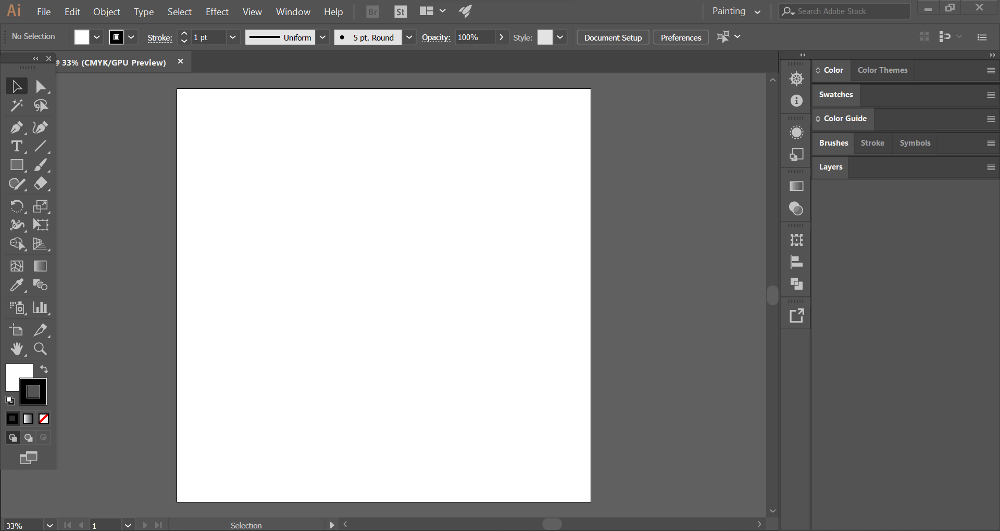 Ai File Edit Object Type Select Effect View Window Help Br St Painting Search Adobe Stock
No Selection Stroke: 1 pt Uniform 5 pt. Round Opacity: 100% Style: Document Setup Preferences
@ 33% (CMYK/GPU Preview)
Color Color Themes
Swatches
Color Guide
Brushes Stroke Symbols
Layers
33% 1 Selection